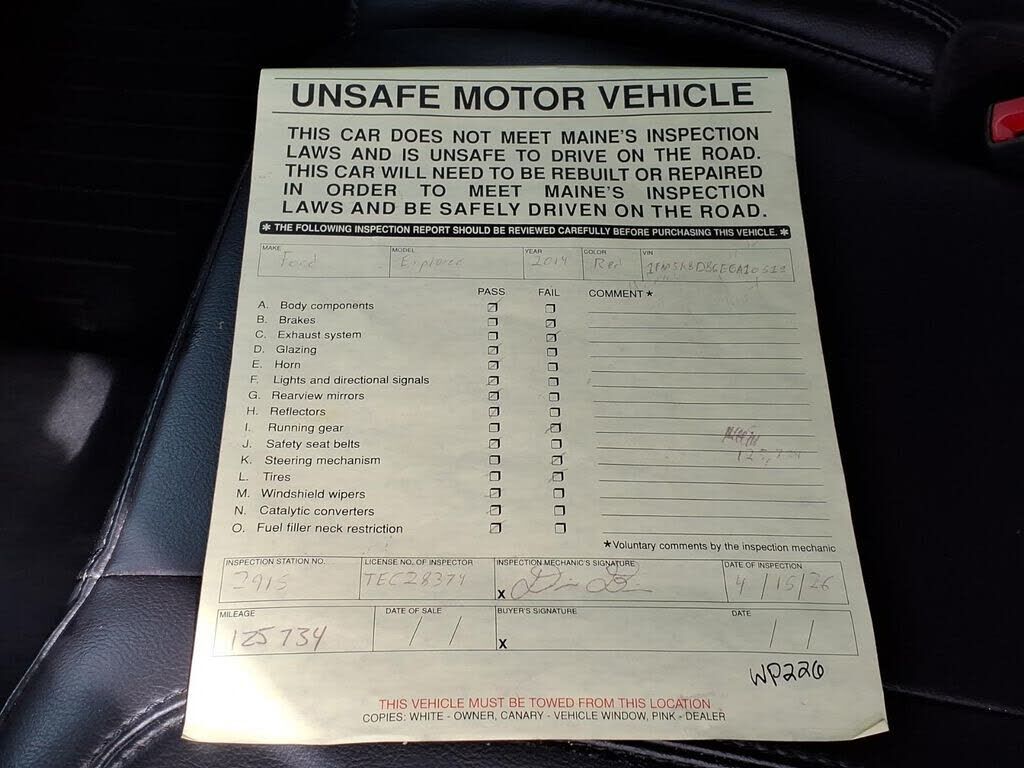 UNSAFE MOTOR VEHICLE
THIS CAR DOES NOT MEET MAINE'S INSPECTION
LAWS AND IS UNSAFE TO DRIVE ON THE ROAD.
THIS CAR WILL NEED TO BE REBUILT OR REPAIRED
IN ORDER TO MEET MAINE'S INSPECTION
LAWS AND BE SAFELY DRIVEN ON THE ROAD.
* THE FOLLOWING INSPECTION REPORT SHOULD BE REVIEWED CAREFULLY BEFORE PURCHASING THIS VEHICLE. *
MAKE MODEL YEAR COLOR VIN
Ford Explorer 2014 Red
PASS FAIL COMMENT *
A. Body components
B. Brakes
C. Exhaust system
D. Glazing
E. Horn
F. Lights and directional signals
G. Rearview mirrors
H. Reflectors
I. Running gear
J. Safety seat belts
K. Steering mechanism
L. Tires
M. Windshield wipers
N. Catalytic converters
O. Fuel filler neck restriction
* Voluntary comments by the inspection mechanic
INSPECTION STATION NO. LICENSE NO. OF INSPECTOR INSPECTION MECHANIC'S SIGNATURE DATE OF INSPECTION
2915 TEC28374 X 4/15/26
MILEAGE DATE OF SALE BUYER'S SIGNATURE DATE
125734 / / X / /
WP226
THIS VEHICLE MUST BE TOWED FROM THIS LOCATION
COPIES: WHITE - OWNER, CANARY - VEHICLE WINDOW, PINK - DEALER